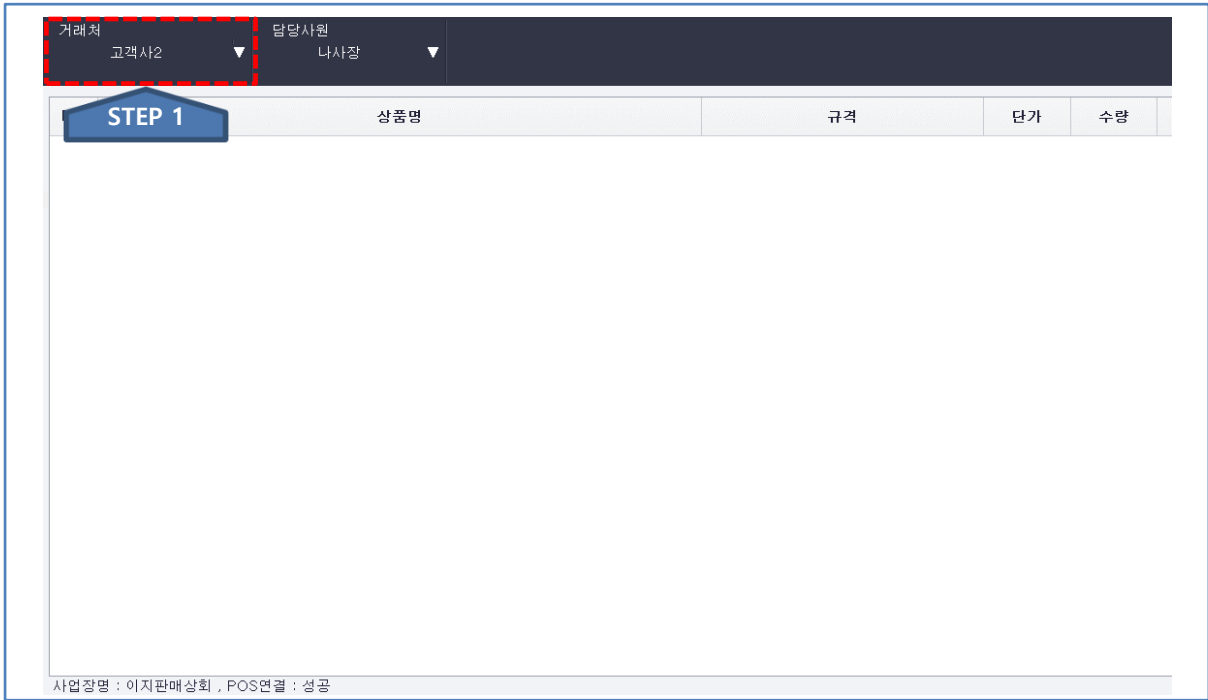 거래처 담당사원
고객사2 ▼ 나사장 ▼
STEP 1 상품명 규격 단가 수량
사업장명 : 이지판매상회 , POS연결 : 성공